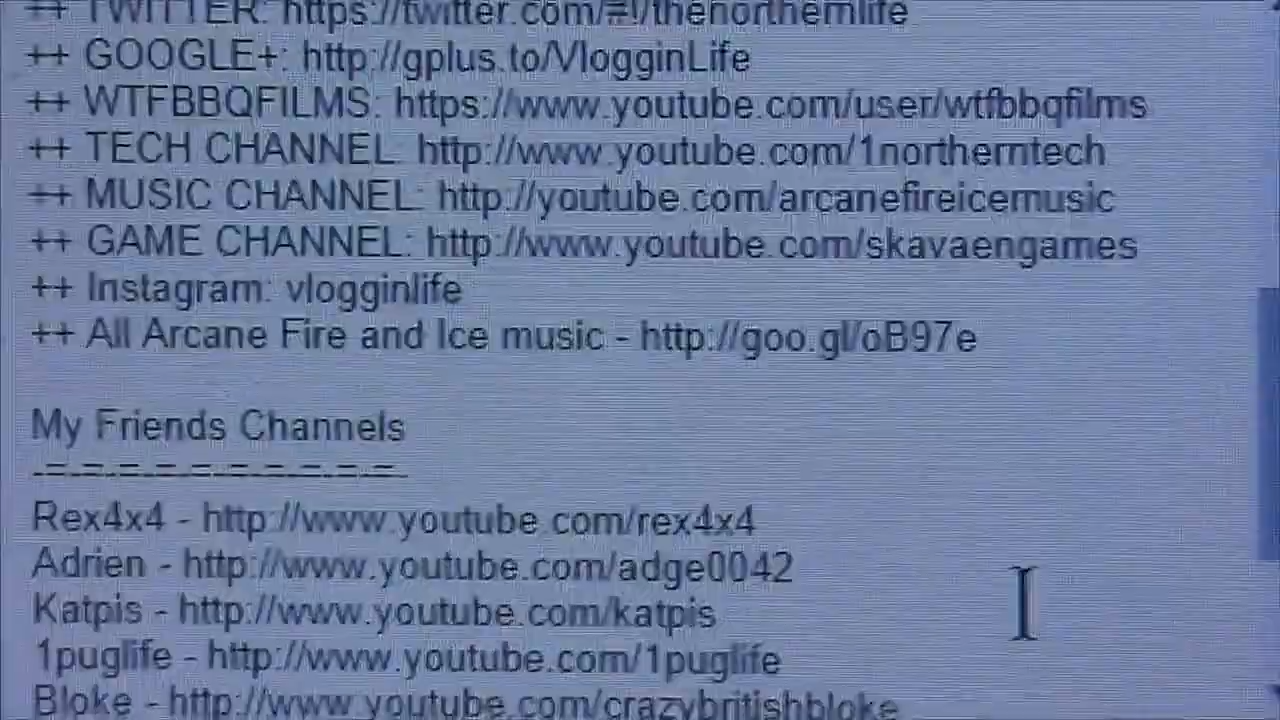 ++ TWITTER: https://twitter.com/#!/thenorthernlife
++ GOOGLE+: http://gplus.to/VlogginLife
++ WTFBBQFILMS: https://www.youtube.com/user/wtfbbqfilms
++ TECH CHANNEL: http://www.youtube.com/1northerntech
++ MUSIC CHANNEL: http://youtube.com/arcanefireicemusic
++ GAME CHANNEL: http://www.youtube.com/skavaengames
++ Instagram: vlogginlife
++ All Arcane Fire and Ice music - http://goo.gl/oB97e
My Friends Channels
-=-=-=-=-=-=-=-=-=-=-
Rex4x4 - http://www.youtube.com/rex4x4
Adrien - http://www.youtube.com/adge0042
Katpis - http://www.youtube.com/katpis
1puglife - http://www.youtube.com/1puglife
Bloke - http://www.youtube.com/crazybritishbloke